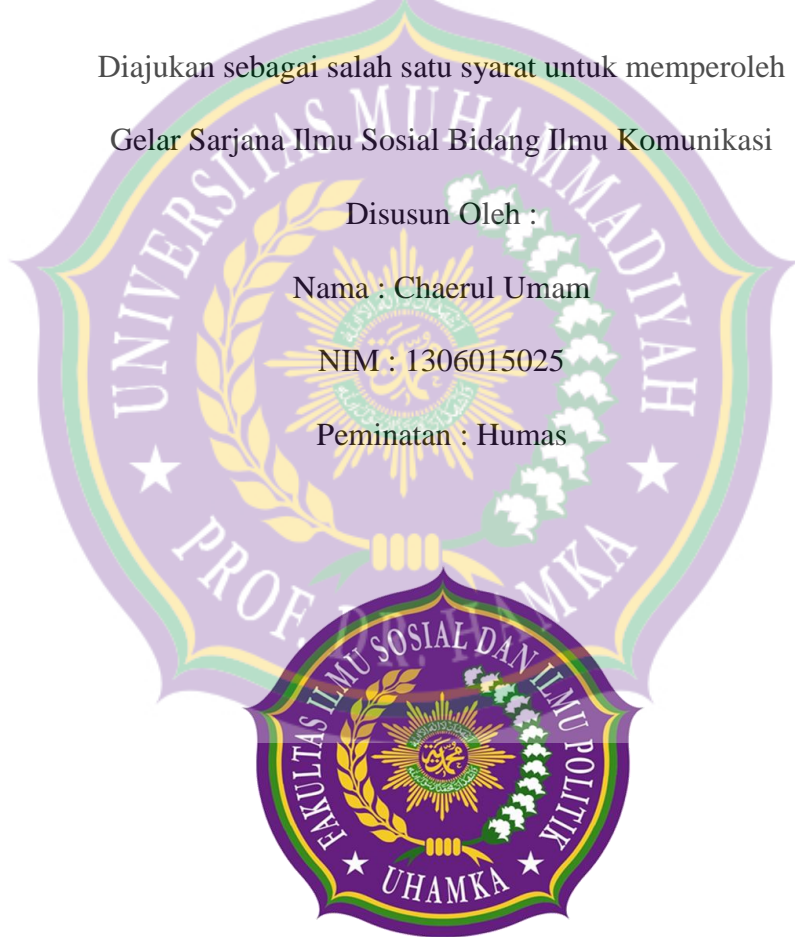 Diajukan sebagai salah satu syarat untuk memperoleh
Gelar Sarjana Ilmu Sosial Bidang Ilmu Komunikasi
Disusun Oleh :
Nama : Chaerul Umam
NIM : 1306015025
Peminatan : Humas
UNIVERSITAS MUHAMMADIYAH
PROF. DR. HAMKA
FAKULTAS ILMU SOSIAL DAN ILMU POLITIK
UHAMKA
محمد